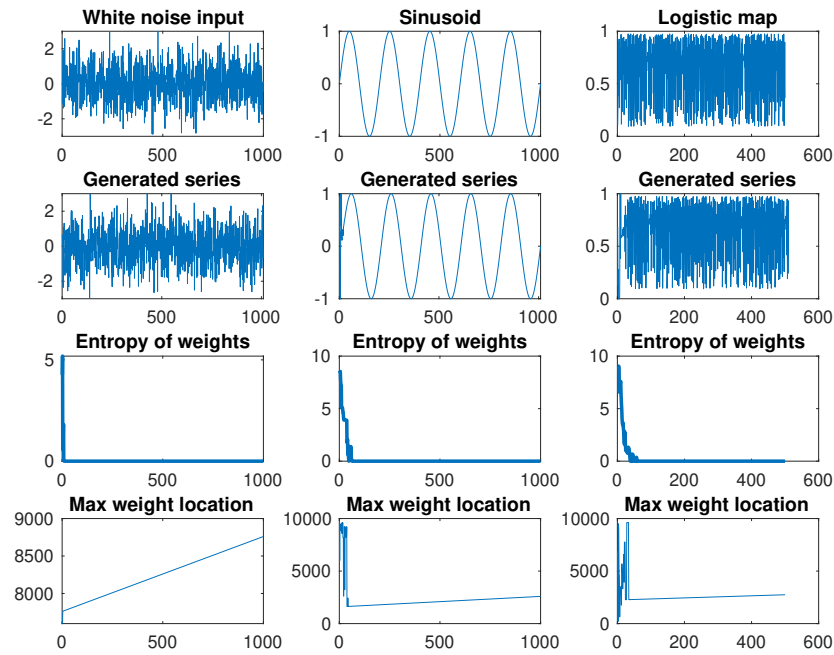 White noise input Sinusoid Logistic map
2 1 1
0 0 0.5
-2 -1 0
0 500 1000 0 500 1000 0 200 400 600
Generated series Generated series Generated series
2 1 1
0 0 0.5
-2 -1 0
0 500 1000 0 500 1000 0 200 400 600
Entropy of weights Entropy of weights Entropy of weights
5 10 10
5 5
0 0 0
0 500 1000 0 500 1000 0 200 400 600
Max weight location Max weight location Max weight location
9000 10000 10000
8500 5000 5000
8000 0 0
0 500 1000 0 500 1000 0 200 400 600